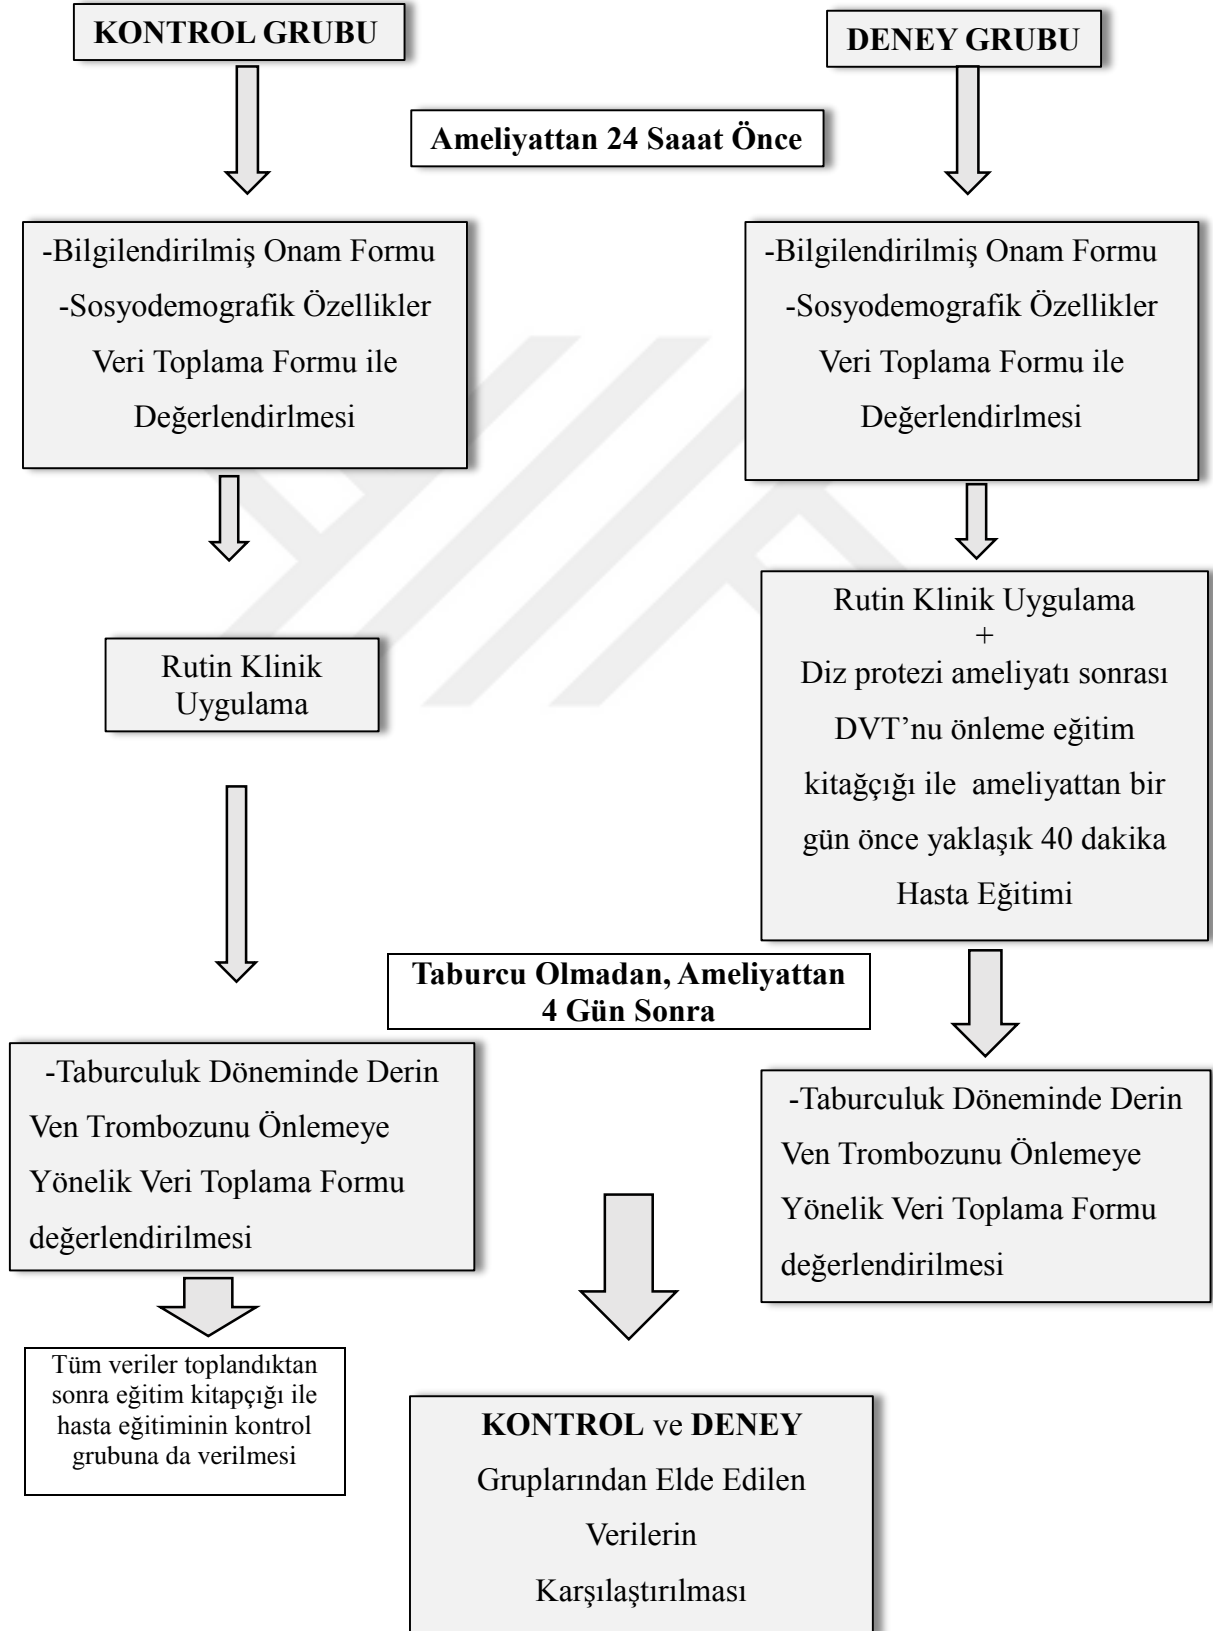 KONTROL GRUBU
DENEY GRUBU
Ameliyattan 24 Saaat Önce
-Bilgilendirilmiş Onam Formu
-Sosyodemografik Özellikler
Veri Toplama Formu ile
Değerlendirlmesi
-Bilgilendirilmiş Onam Formu
-Sosyodemografik Özellikler
Veri Toplama Formu ile
Değerlendirlmesi
Rutin Klinik
Uygulama
Rutin Klinik Uygulama
+
Diz protezi ameliyatı sonrası
DVT’nu önleme eğitim
kitağçığı ile ameliyattan bir
gün önce yaklaşık 40 dakika
Hasta Eğitimi
Taburcu Olmadan, Ameliyattan
4 Gün Sonra
-Taburculuk Döneminde Derin
Ven Trombozunu Önlemeye
Yönelik Veri Toplama Formu
değerlendirilmesi
-Taburculuk Döneminde Derin
Ven Trombozunu Önlemeye
Yönelik Veri Toplama Formu
değerlendirilmesi
Tüm veriler toplandıktan
sonra eğitim kitapçığı ile
hasta eğitiminin kontrol
grubuna da verilmesi
KONTROL ve DENEY
Gruplarından Elde Edilen
Verilerin
Karşılaştırılması